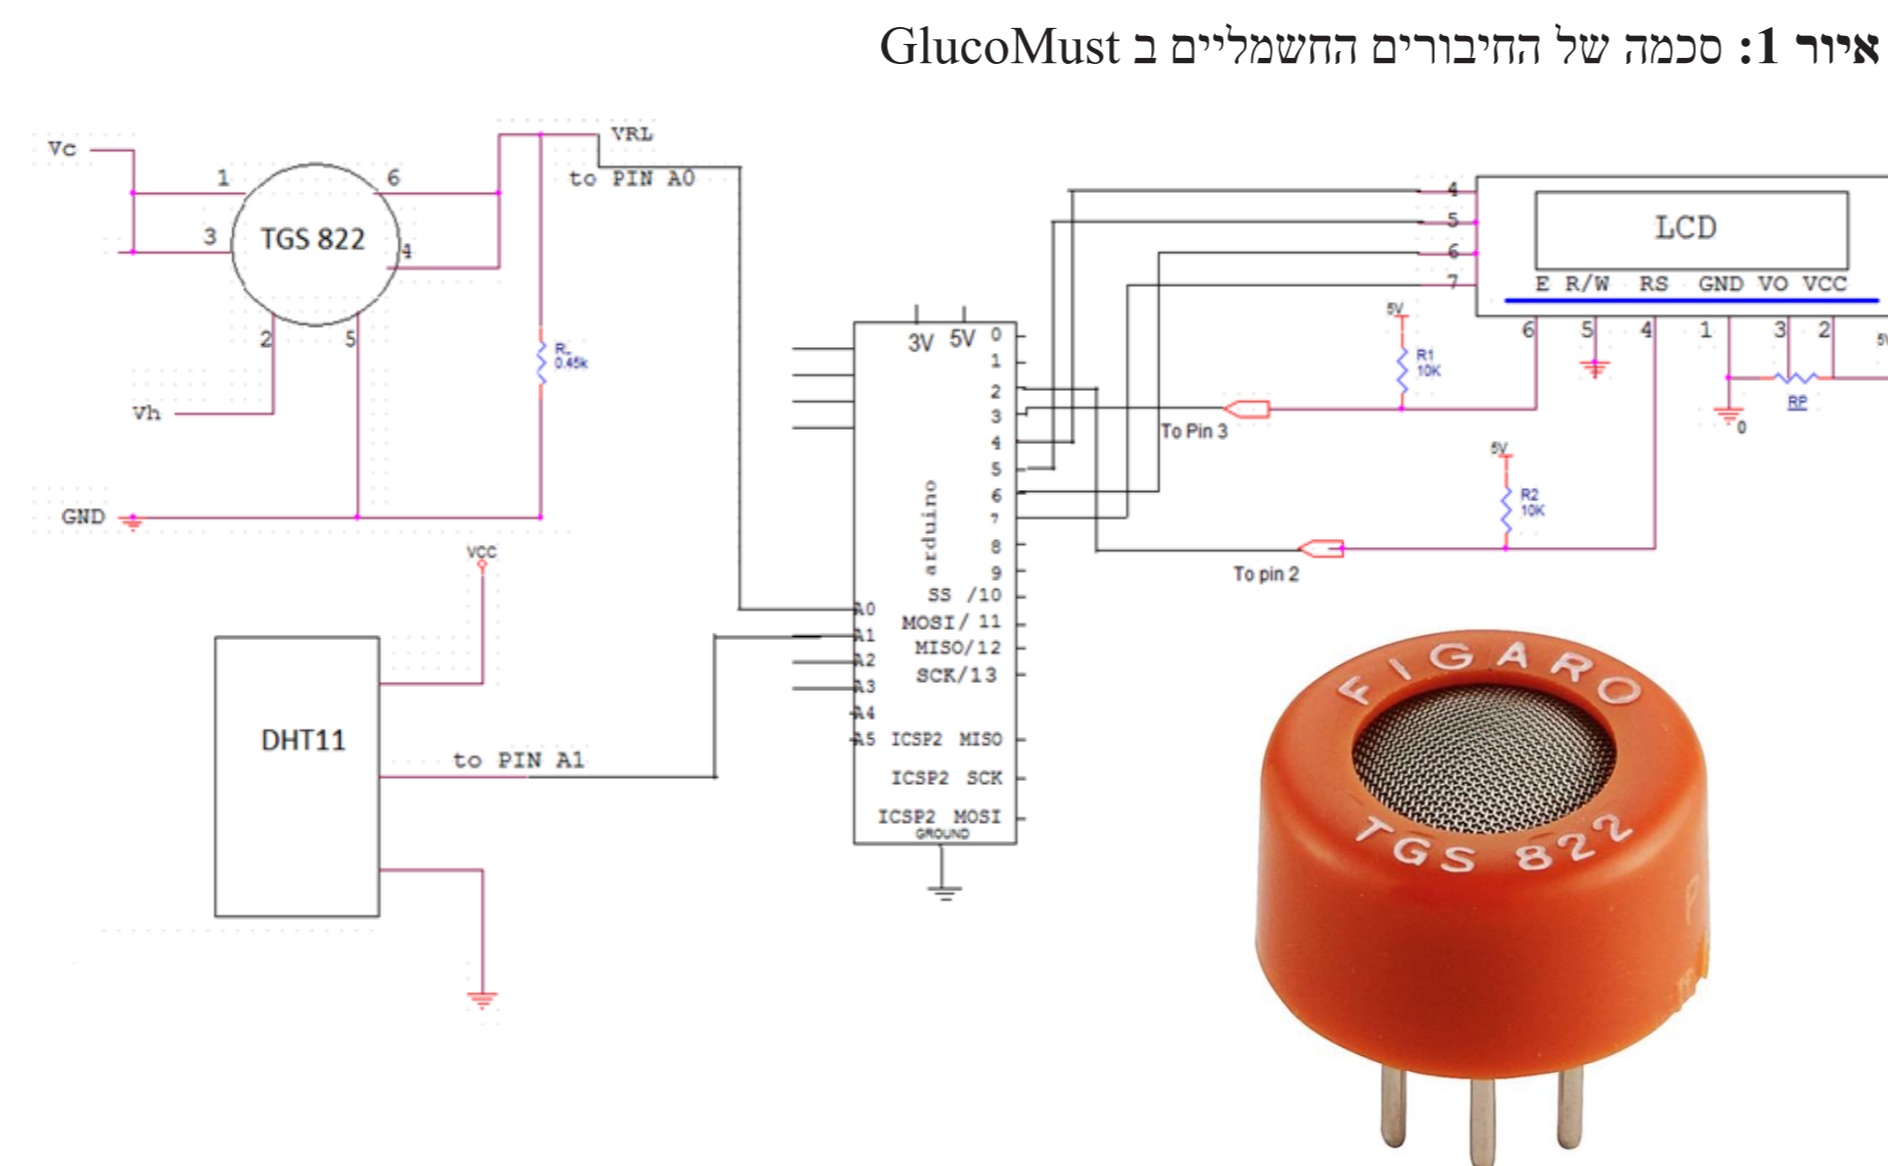 איור 1: סכמה של החיבורים החשמליים ב GlucoMust
Vc
1
6
3
TGS 822
4
2
5
Vh
GND
VRL
to PIN A0
0.45k
VCC
DHT11
to PIN A1
3V 5V
0
1
2
3
4
5
6
7
8
9
arduino
SS /10
MOSI/ 11
MISO/12
SCK/13
A0
A1
A2
A3
A4
A5
ICSP2 MISO
ICSP2 SCK
ICSP2 MOSI
GROUND
4
5
6
7
LCD
E R/W RS GND VO VCC
6 5 4 1 3 2
5V
R1
10K
To Pin 3
5V
R2
10K
To pin 2
RP
0
FIGARO
TGS 822